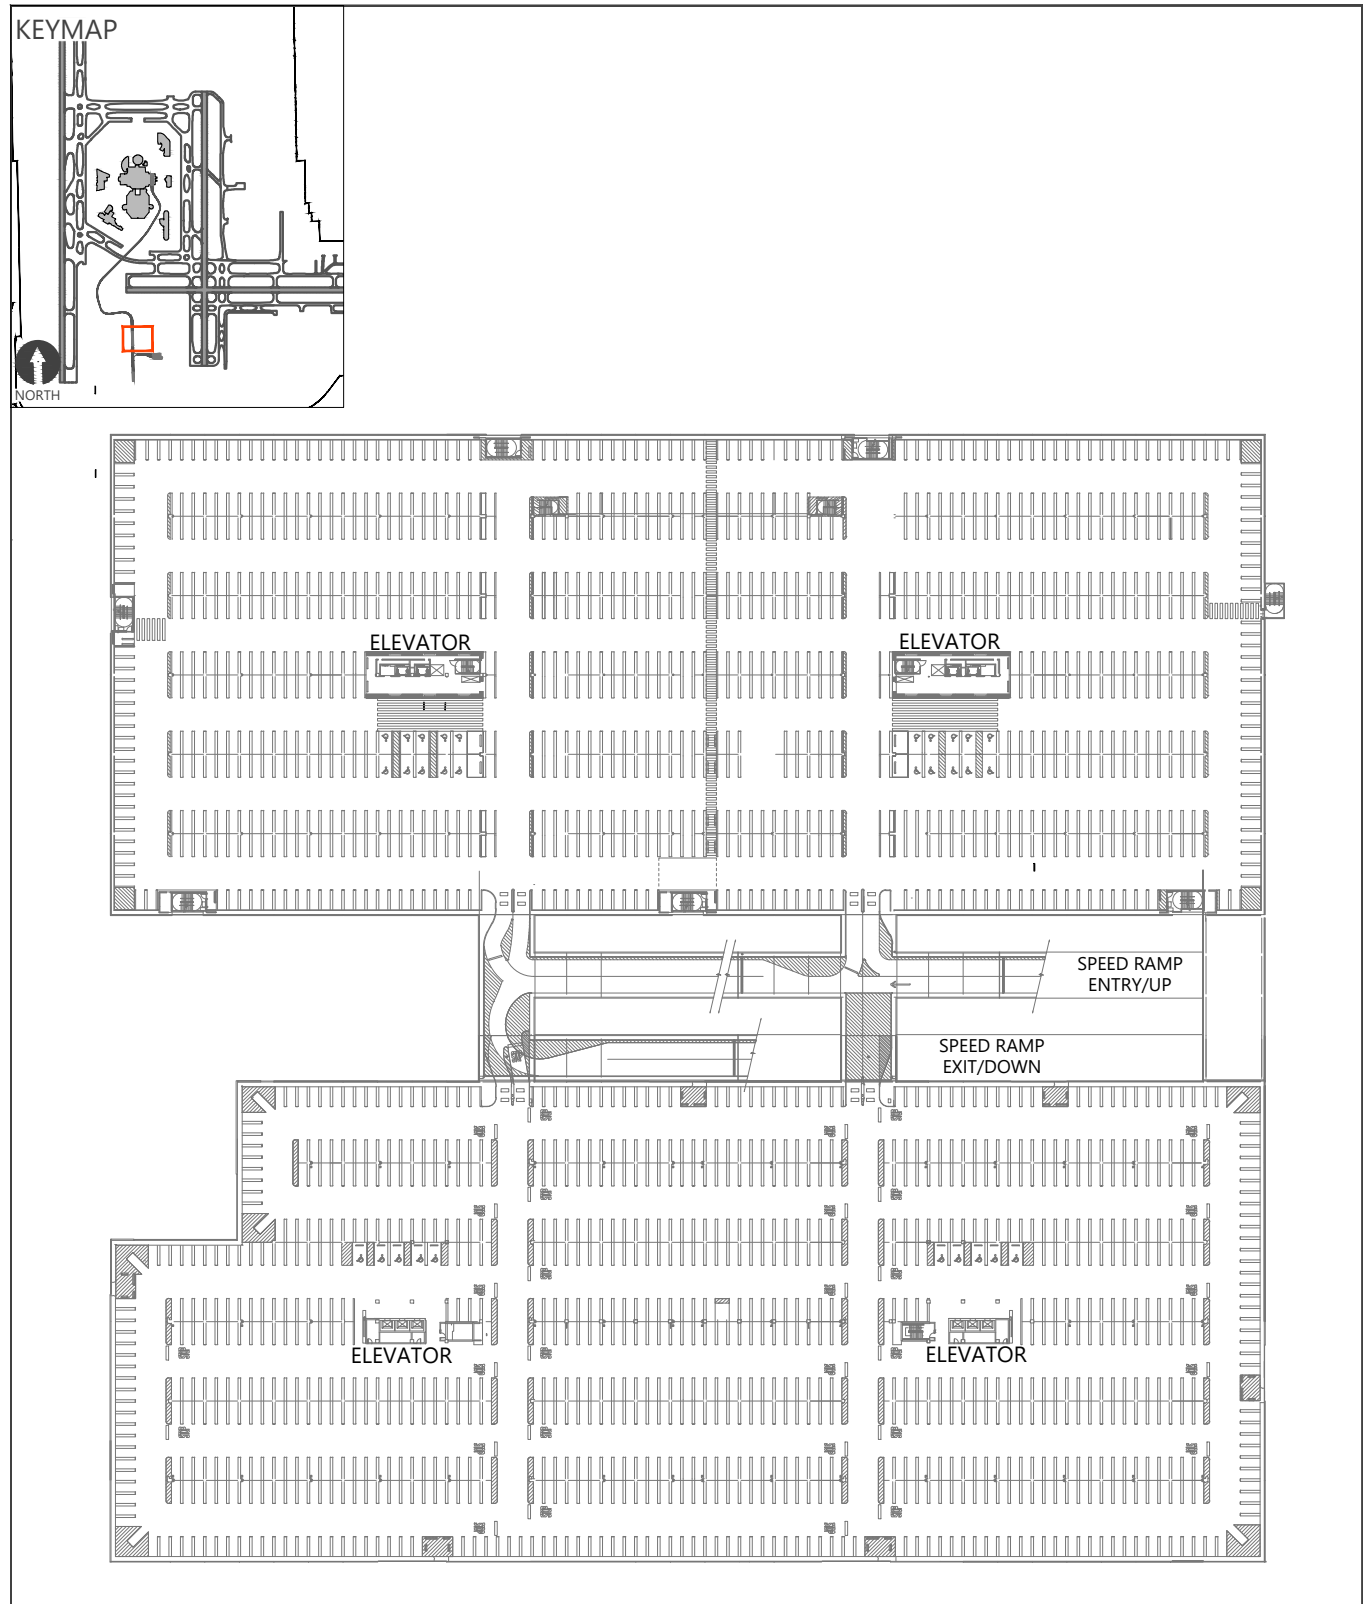 KEYMAP
NORTH
ELEVATOR
ELEVATOR
SPEED RAMP
ENTRY/UP
SPEED RAMP
EXIT/DOWN
ELEVATOR
ELEVATOR